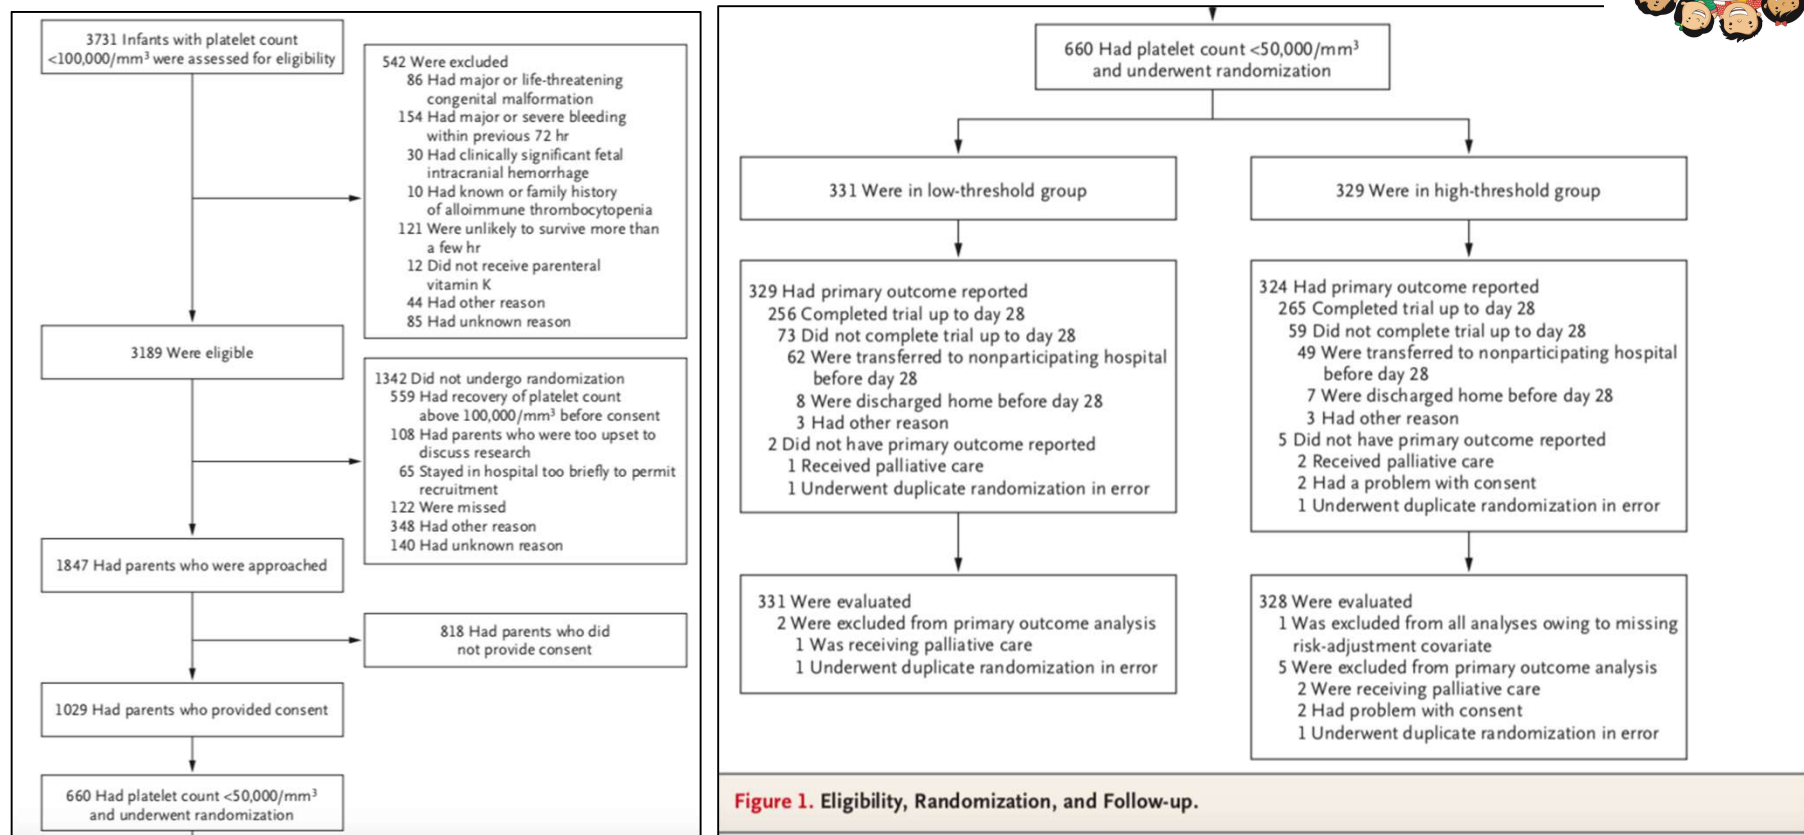 3731 Infants with platelet count
<100,000/mm³ were assessed for eligibility
542 Were excluded
86 Had major or life-threatening
congenital malformation
154 Had major or severe bleeding
within previous 72 hr
30 Had clinically significant fetal
intracranial hemorrhage
10 Had known or family history
of alloimmune thrombocytopenia
121 Were unlikely to survive more than
a few hr
12 Did not receive parenteral
vitamin K
44 Had other reason
85 Had unknown reason
3189 Were eligible
1342 Did not undergo randomization
559 Had recovery of platelet count
above 100,000/mm³ before consent
108 Had parents who were too upset to
discuss research
65 Stayed in hospital too briefly to permit
recruitment
122 Were missed
348 Had other reason
140 Had unknown reason
1847 Had parents who were approached
818 Had parents who did
not provide consent
1029 Had parents who provided consent
660 Had platelet count <50,000/mm³
and underwent randomization
660 Had platelet count <50,000/mm³
and underwent randomization
331 Were in low-threshold group
329 Were in high-threshold group
329 Had primary outcome reported
256 Completed trial up to day 28
73 Did not complete trial up to day 28
62 Were transferred to nonparticipating hospital
before day 28
8 Were discharged home before day 28
3 Had other reason
2 Did not have primary outcome reported
1 Received palliative care
1 Underwent duplicate randomization in error
324 Had primary outcome reported
265 Completed trial up to day 28
59 Did not complete trial up to day 28
49 Were transferred to nonparticipating hospital
before day 28
7 Were discharged home before day 28
3 Had other reason
5 Did not have primary outcome reported
2 Received palliative care
2 Had a problem with consent
1 Underwent duplicate randomization in error
331 Were evaluated
2 Were excluded from primary outcome analysis
1 Was receiving palliative care
1 Underwent duplicate randomization in error
328 Were evaluated
1 Was excluded from all analyses owing to missing
risk-adjustment covariate
5 Were excluded from primary outcome analysis
2 Were receiving palliative care
2 Had problem with consent
1 Underwent duplicate randomization in error
Figure 1. Eligibility, Randomization, and Follow-up.